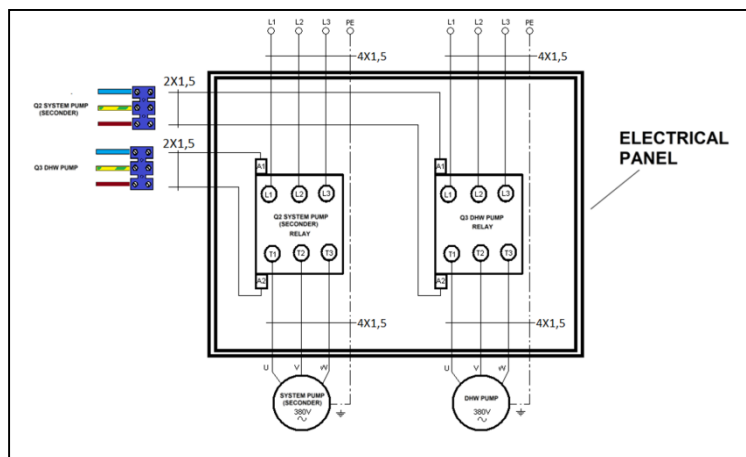 L1 L2 L3 PE
L1 L2 L3 PE
4X1,5
4X1,5
2X1,5
Q2 SYSTEM PUMP
(SECONDER)
2X1,5
Q3 DHW PUMP
ELECTRICAL
PANEL
A1
A1
L1 L2 L3
L1 L2 L3
Q2 SYSTEM PUMP
(SECONDER)
RELAY
Q3 DHW PUMP
RELAY
T1 T2 T3
T1 T2 T3
A2
A2
4X1,5
4X1,5
U V W
U V W
SYSTEM PUMP
(SECONDER)
380V
DHW PUMP
380V